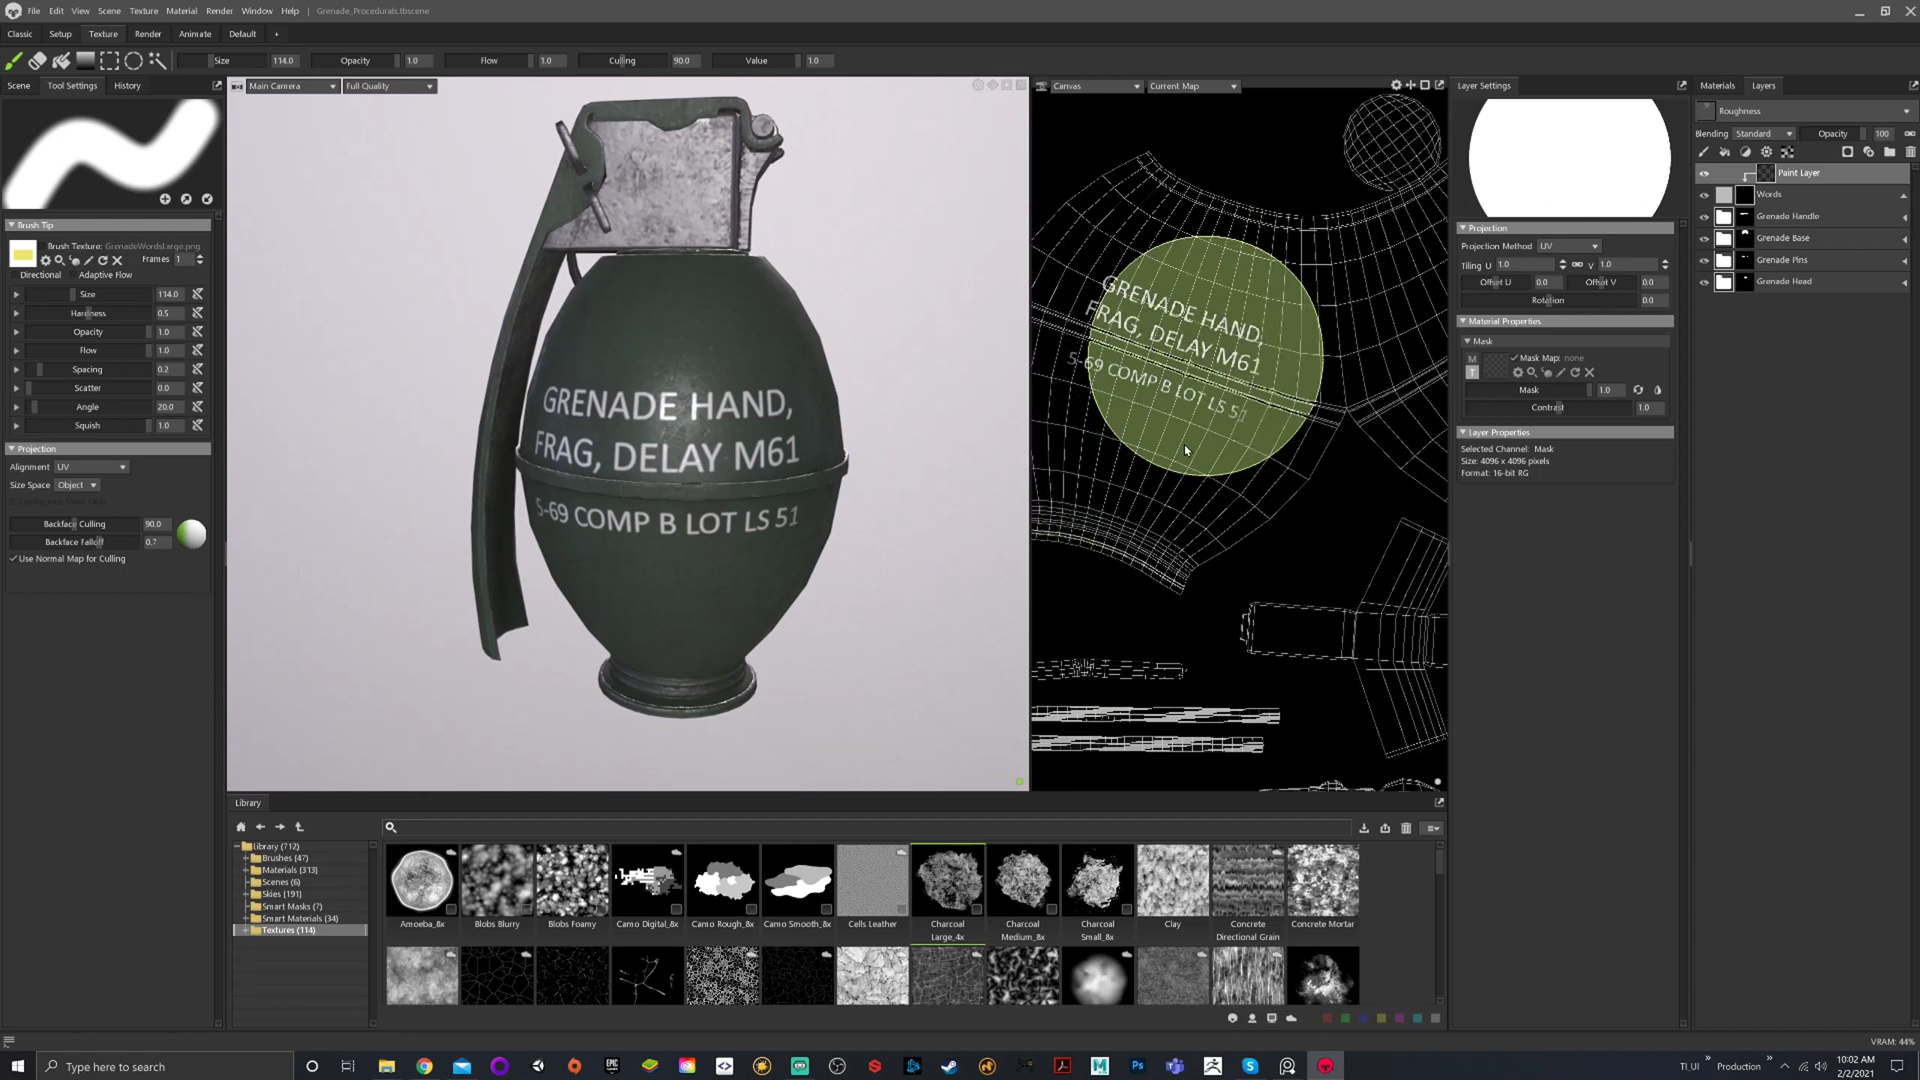 File Edit View Scene Texture Material Render Window Help Grenade_Procedurals.tbscene
Classic Setup Texture Render Animate Default +
Size 114.0 Opacity 1.0 Flow 1.0 Culling 90.0 Value 1.0
Scene Tool Settings History
Main Camera Full Quality
Canvas Current Map
Layer Settings
Materials Layers
Roughness
Blending Standard Opacity 100
Paint Layer
Words
Grenade Handle
Grenade Base
Grenade Pins
Grenade Head
Brush Tip
Brush Texture: GrenadeWordsLarge.png
Frames 1
Directional Adaptive Flow
Size 114.0
Hardness 0.5
Opacity 1.0
Flow 1.0
Spacing 0.2
Scatter 0.0
Angle 20.0
Squish 1.0
Projection
Alignment UV
Size Space Object
Backface Culling 90.0
Backface Falloff 0.7
Use Normal Map for Culling
GRENADE HAND,
FRAG, DELAY M61
5-69 COMP B LOT LS 51
GRENADE HAND,
FRAG, DELAY M61
5-69 COMP B LOT LS 51
Projection
Projection Method UV
Tiling U 1.0 V 1.0
Offset U 0.0 Offset V 0.0
Rotation 0.0
Material Properties
Mask
M
T
Mask Map: none
Mask 1.0
Contrast 1.0
Layer Properties
Selected Channel: Mask
Size: 4096 x 4096 pixels
Format: 16-bit RG
Library
Library (712)
Brushes (47)
Materials (313)
Scenes (6)
Skies (191)
Smart Masks (7)
Smart Materials (34)
Textures (114)
Amoeba_8x
Blobs Blurry
Blobs Foamy
Camo Digital_8x
Camo Rough_8x
Camo Smooth_8x
Cells Leather
Charcoal Large_4x
Charcoal Medium_8x
Charcoal Small_8x
Clay
Concrete Directional Grain
Concrete Mortar
VRAM: 44%
Type here to search
TI_UI
Production
10:02 AM
2/2/2021